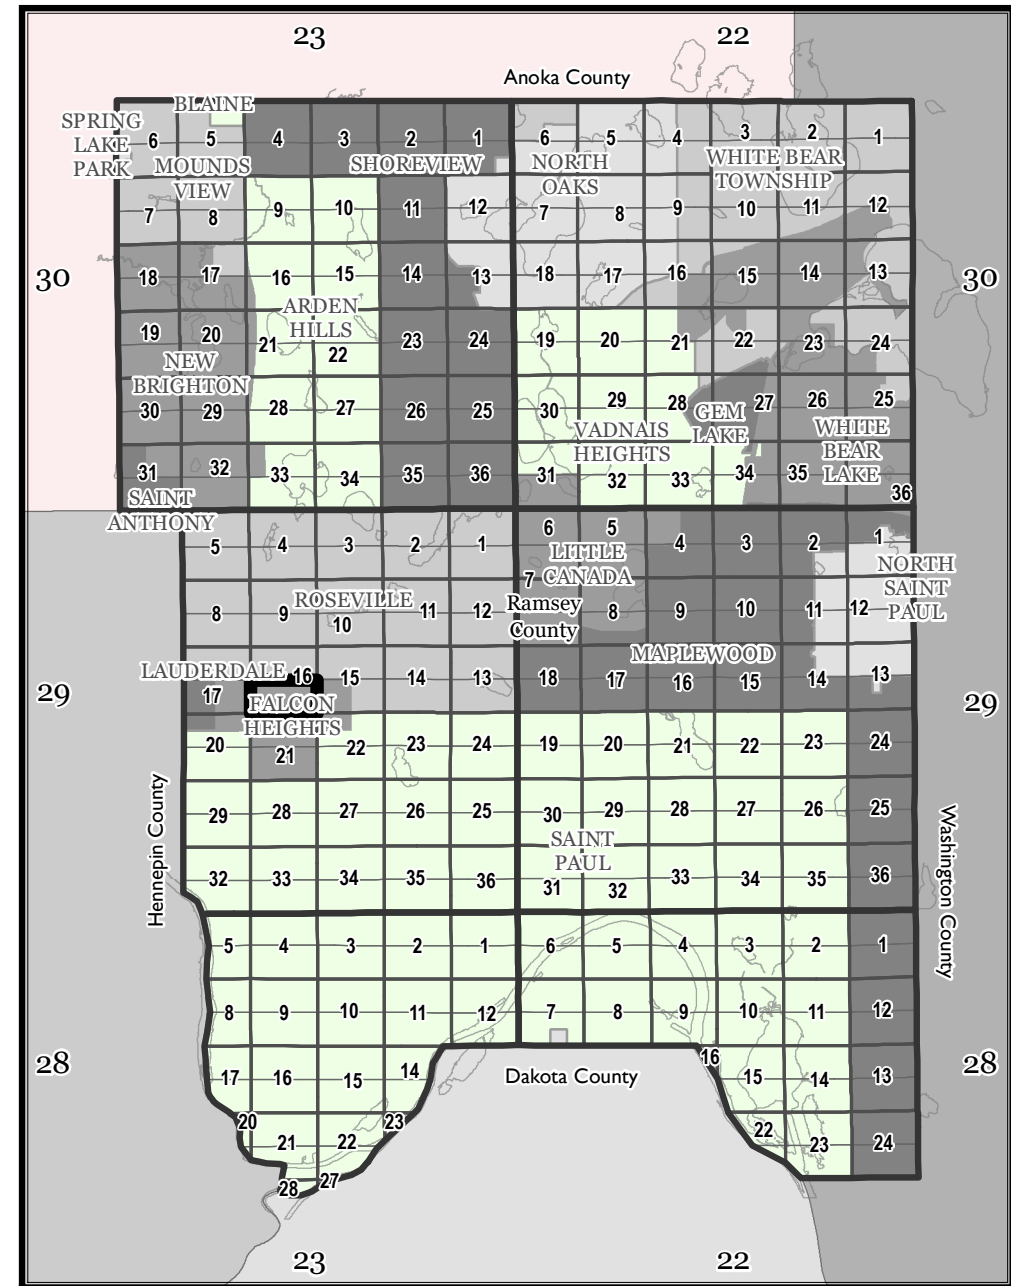 23 22
Anoka County
BLAINE
SPRING
LAKE
PARK
6 5 4 3 2 1 6 5 4 3 2 1
MOUNDS
VIEW
SHOREVIEW
NORTH
OAKS
WHITE BEAR
TOWNSHIP
7 8 9 10 11 12 7 8 9 10 11 12
30 18 17 16 15 14 13 18 17 16 15 14 13 30
ARDEN
HILLS
19 20 21 22 23 24 19 20 21 22 23 24
NEW
BRIGHTON
30 29 28 27 26 25 30 29 28 27 26 25
GEM
LAKE
VADNAIS
HEIGHTS
WHITE
BEAR
LAKE
31 32 33 34 35 36 31 32 33 34 35 36
SAINT
ANTHONY
5 4 3 2 1 6 5 4 3 2 1
LITTLE
CANADA
NORTH
SAINT
PAUL
8 9 10 11 12 7 8 9 10 11 12
ROSEVILLE
Ramsey
County
MAPLEWOOD
LAUDERDALE
29 17 16 15 14 13 18 17 16 15 14 13 29
FALCON
HEIGHTS
20 21 22 23 24 19 20 21 22 23 24
Hennepin County
29 28 27 26 25 30 29 28 27 26 25
Washington County
SAINT
PAUL
32 33 34 35 36 31 32 33 34 35 36
5 4 3 2 1 6 5 4 3 2 1
8 9 10 11 12 7 8 9 10 11 12
28 17 16 15 14 16 15 14 13 28
Dakota County
20 21 22 23 22 23 24
28 27
23 22